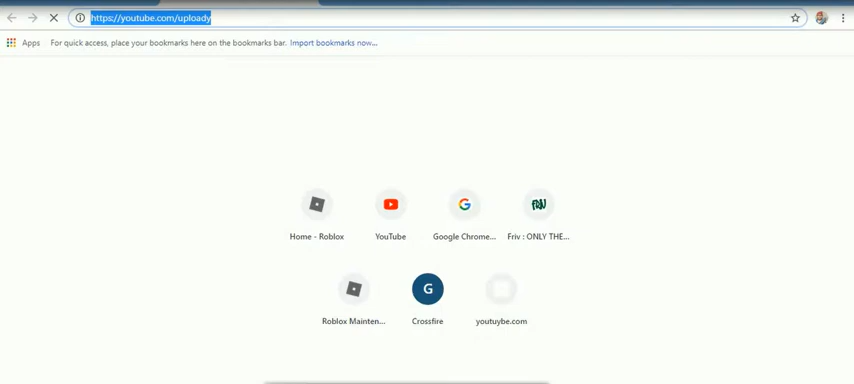 https://youtube.com/uploady
Apps For quick access, place your bookmarks here on the bookmarks bar. Import bookmarks now...
Home - Roblox YouTube Google Chrome... Friv : ONLY THE...
G
Roblox Mainten... Crossfire youtuybe.com